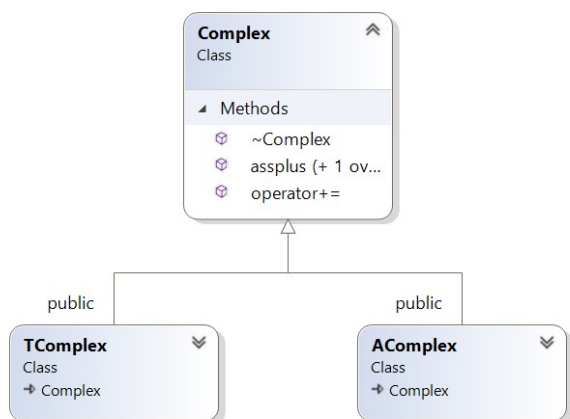 Complex
Class
Methods
~Complex
assplus (+ 1 ov...
operator+=
public
public
TComplex
Class
Complex
AComplex
Class
Complex